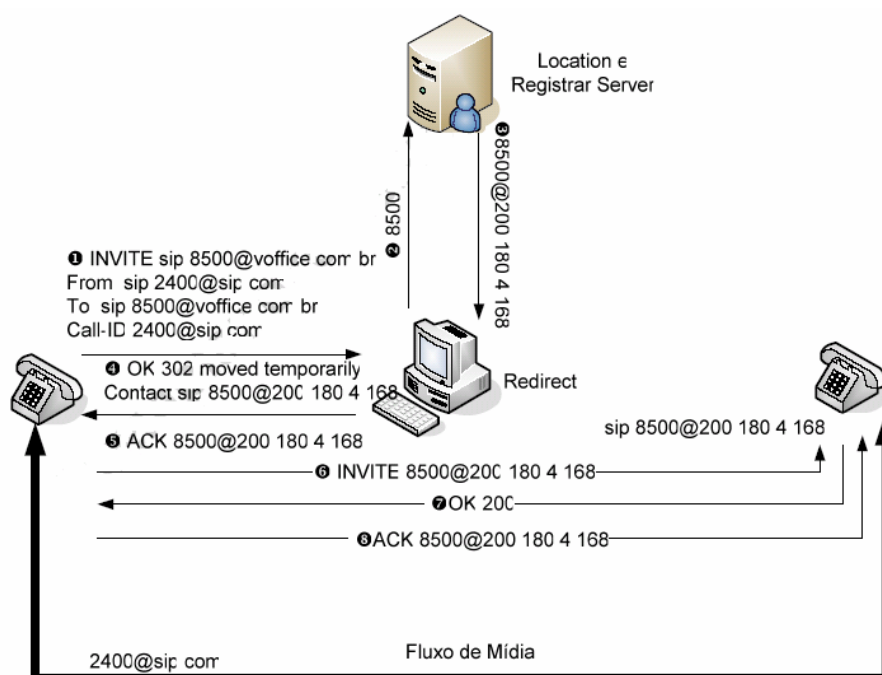 Location e
Registrar Server
❸8500@200 180 4 168
❷ 8500
❶ INVITE sip 8500@voffice com br
From sip 2400@sip com
To sip 8500@voffice com br
Call-ID 2400@sip com
❹ OK 302 moved temporarily
Contact sip 8500@200 180 4 168
Redirect
❺ ACK 8500@200 180 4 168
sip 8500@200 180 4 168
❻ INVITE 8500@200 180 4 168
❼OK 200
❽ACK 8500@200 180 4 168
Fluxo de Mídia
2400@sip com